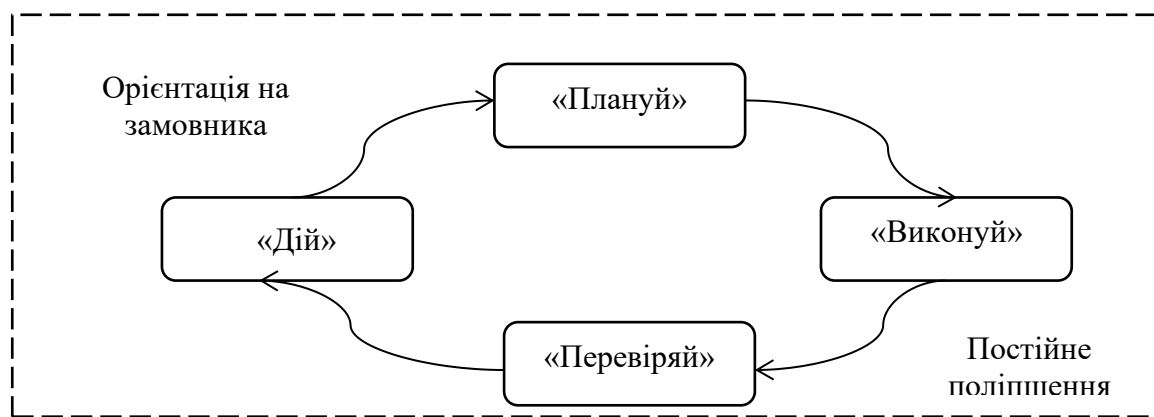 Орієнтація на
замовника
«Плануй»
«Дій»
«Виконуй»
«Перевіряй»
Постійне
поліпшення